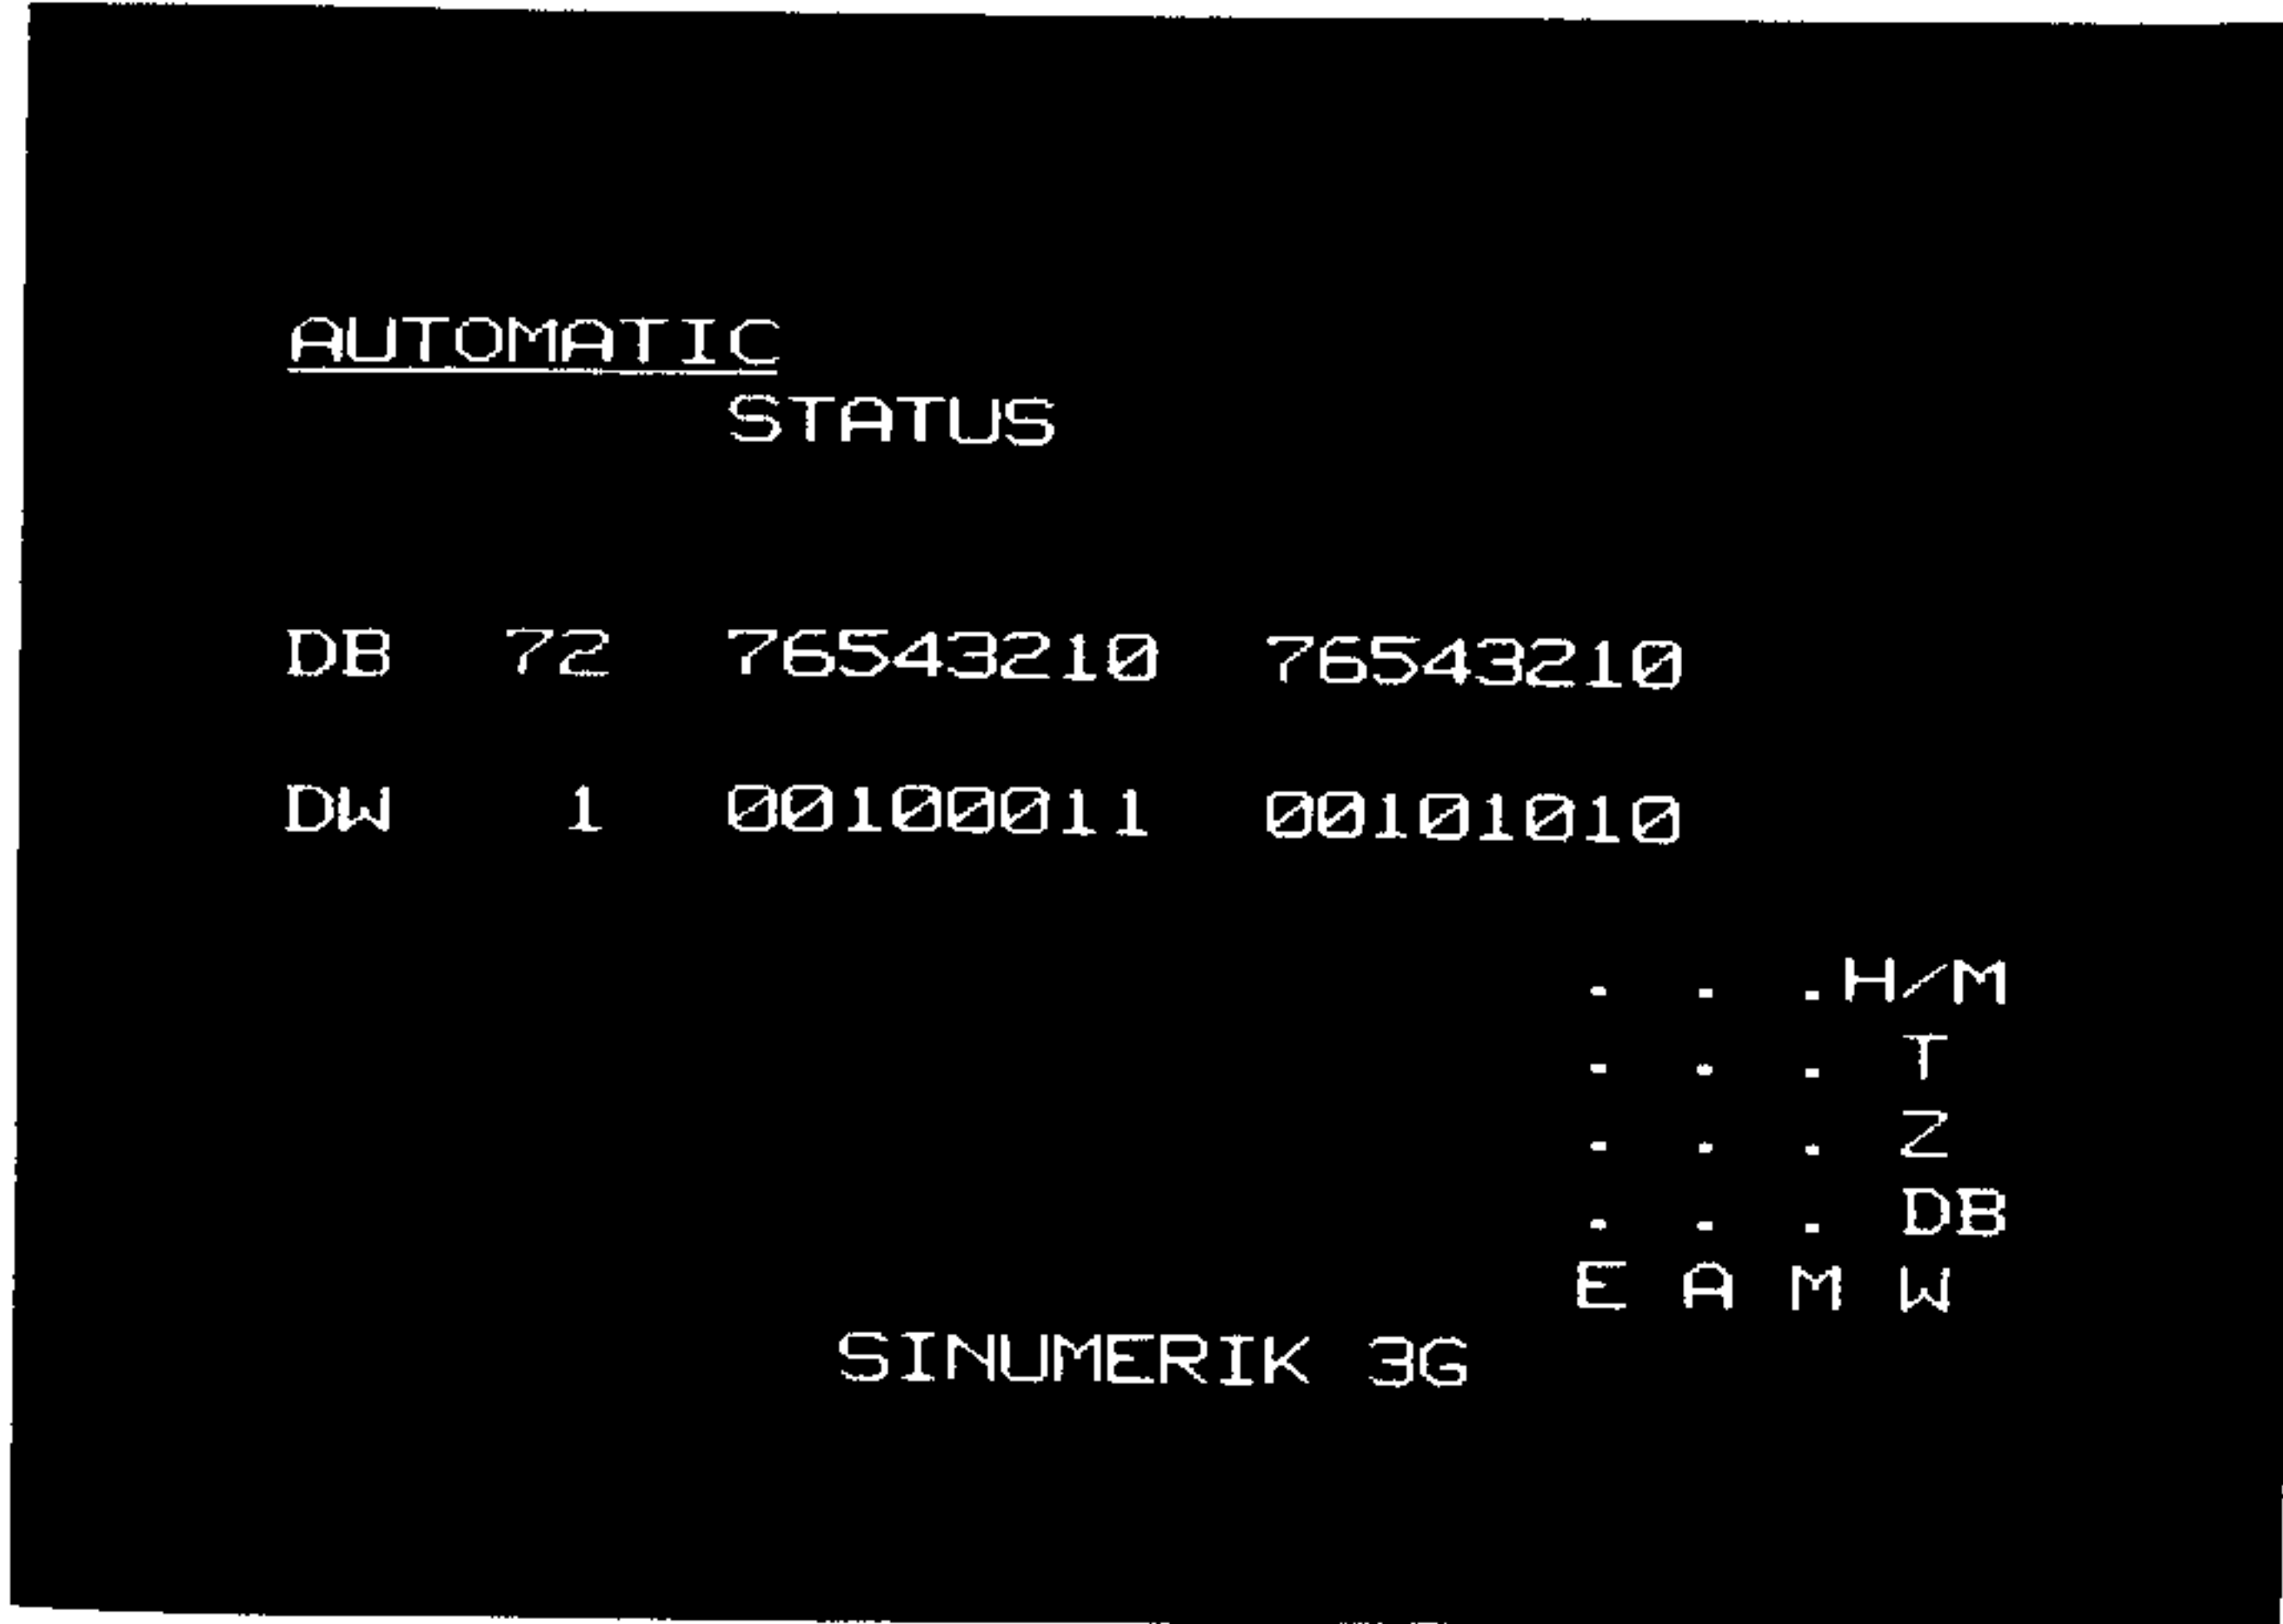 AUTOMATIC
STATUS
DB 72 76543210 76543210
DW 1 00100011 00101010
. . .H/M
. . . T
. . . Z
. . . DB
E A M W
SINUMERIK 3G